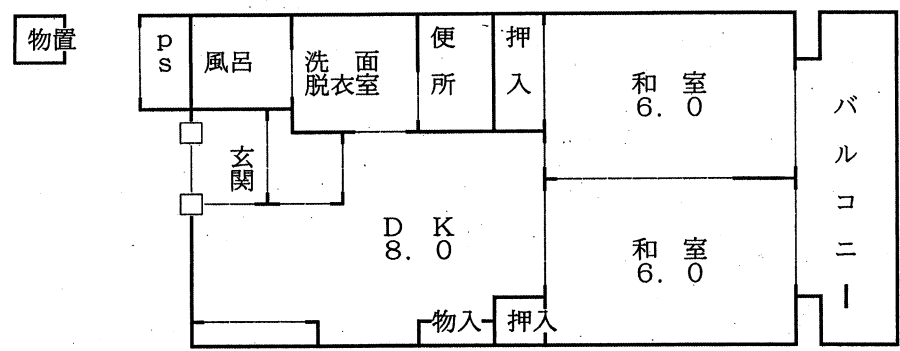 物置
ps
風呂
洗面
脱衣室
便所
押入
和室
6.0
バルコニー
玄関
DK
8.0
和室
6.0
物入
押入